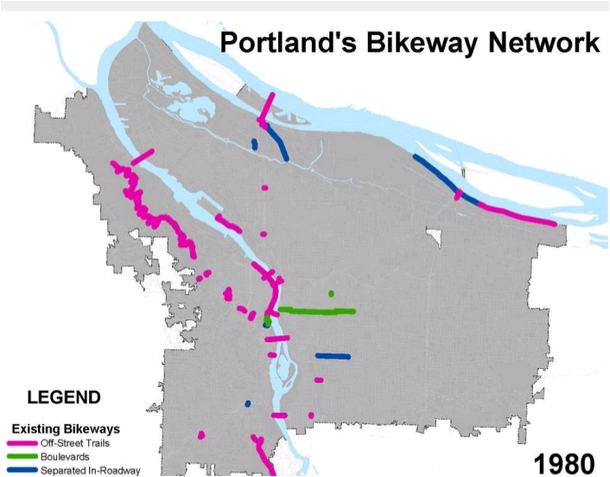 Portland's Bikeway Network
LEGEND
Existing Bikeways
Off-Street Trails
Boulevards
Separated In-Roadway
1980